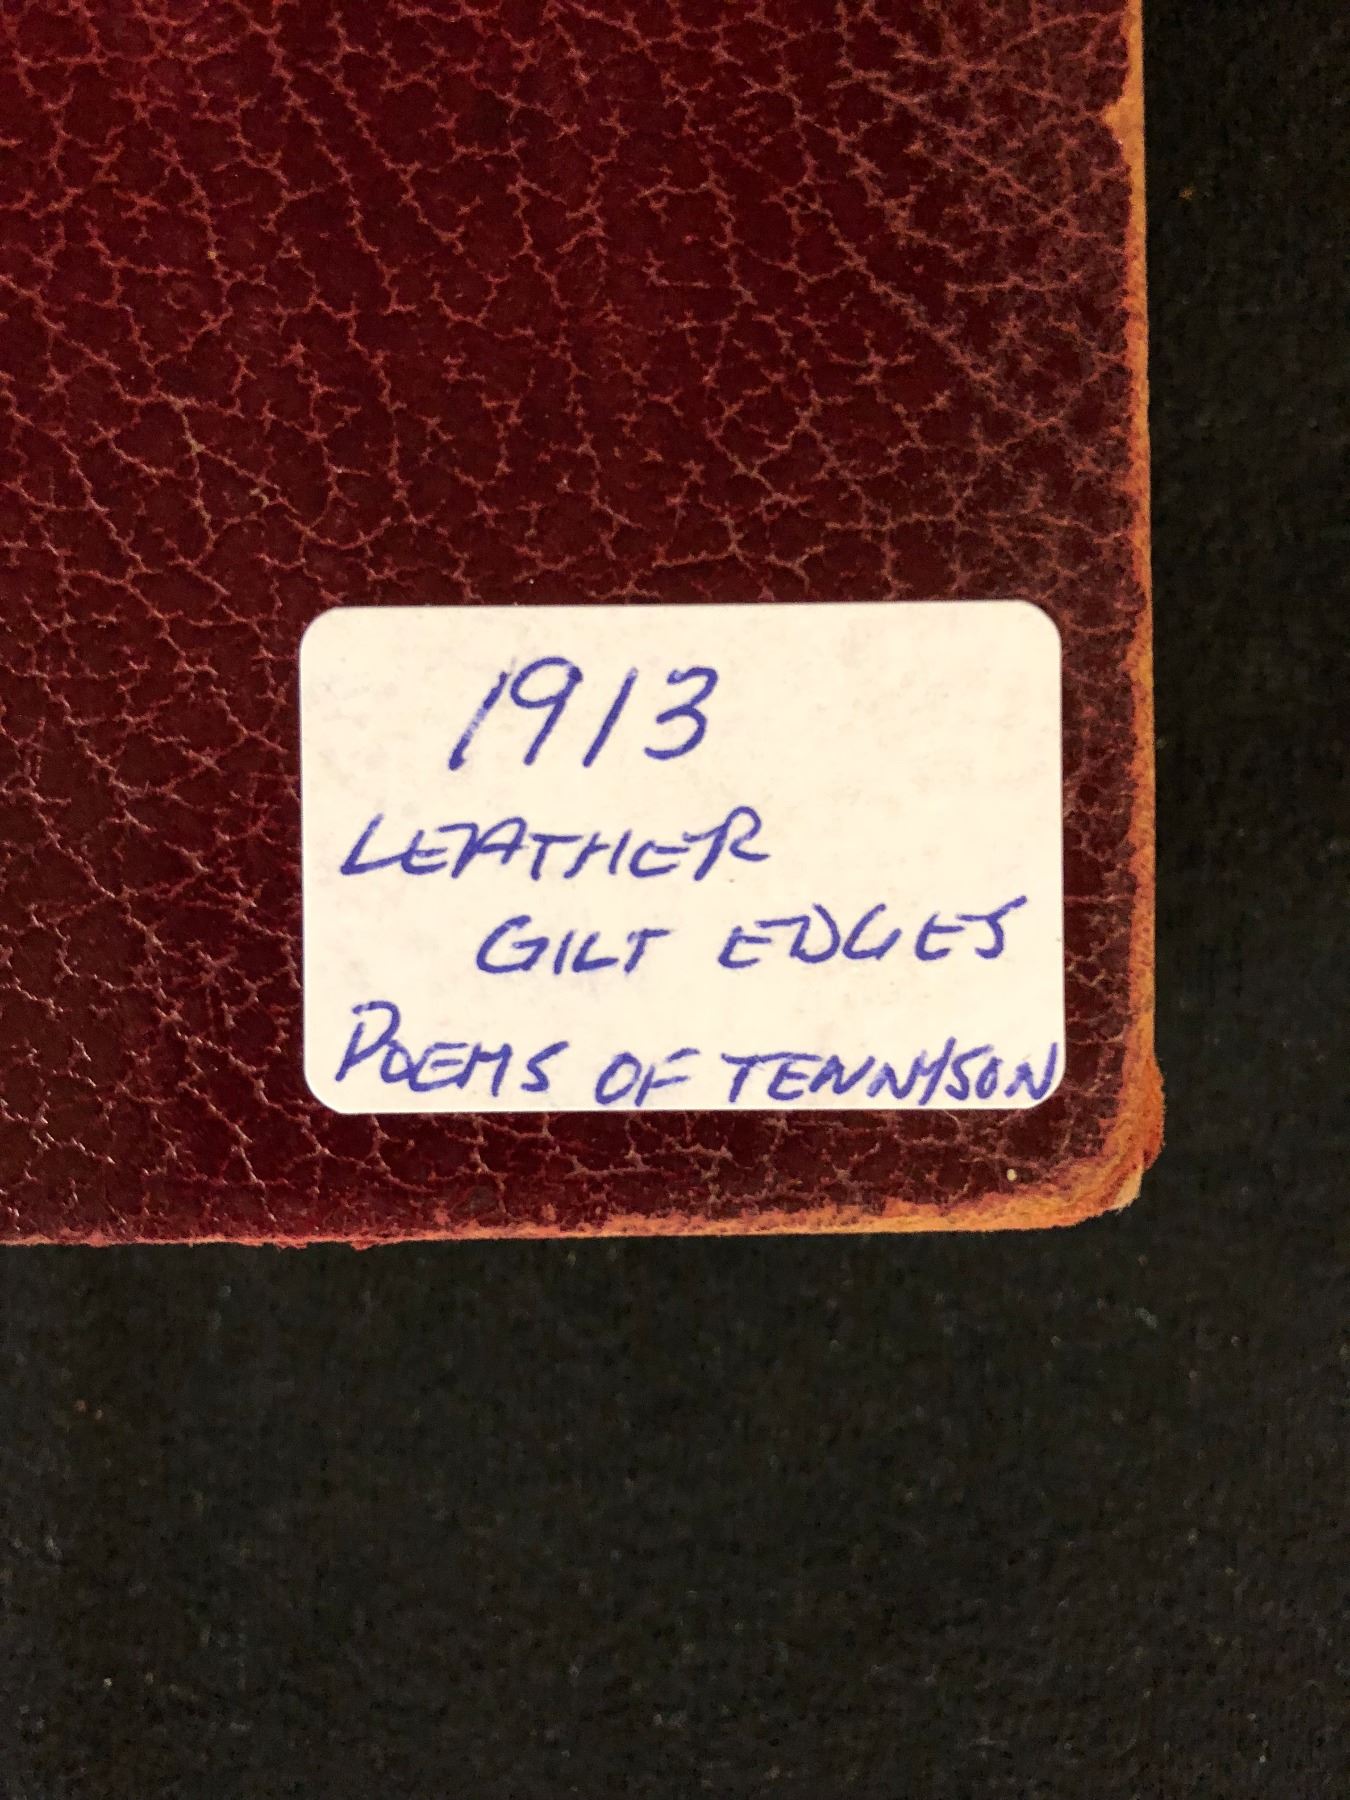 1913
LEATHER
GILT EDGES
POEMS OF TENNYSON